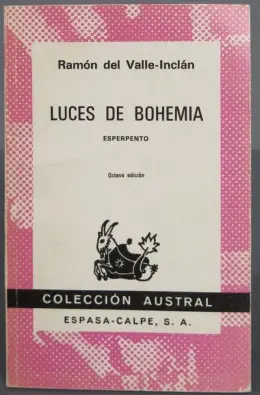 Ramón del Valle-Inclán
LUCES DE BOHEMIA
ESPERPENTO
Octava edición
COLECCIÓN AUSTRAL
ESPASA-CALPE, S. A.